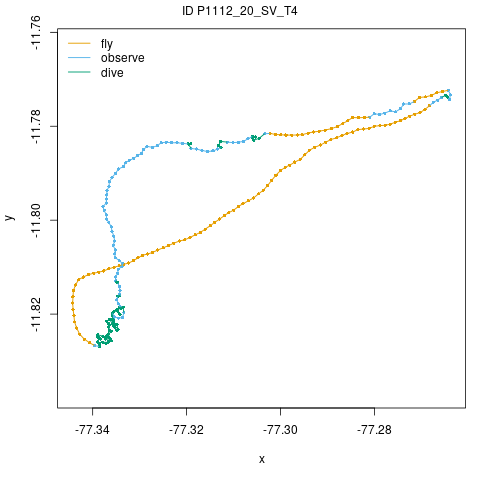 ID P1112_20_SV_T4
fly
observe
dive
-11.76
-11.78
-11.80
-11.82
y
-77.34 -77.32 -77.30 -77.28
x